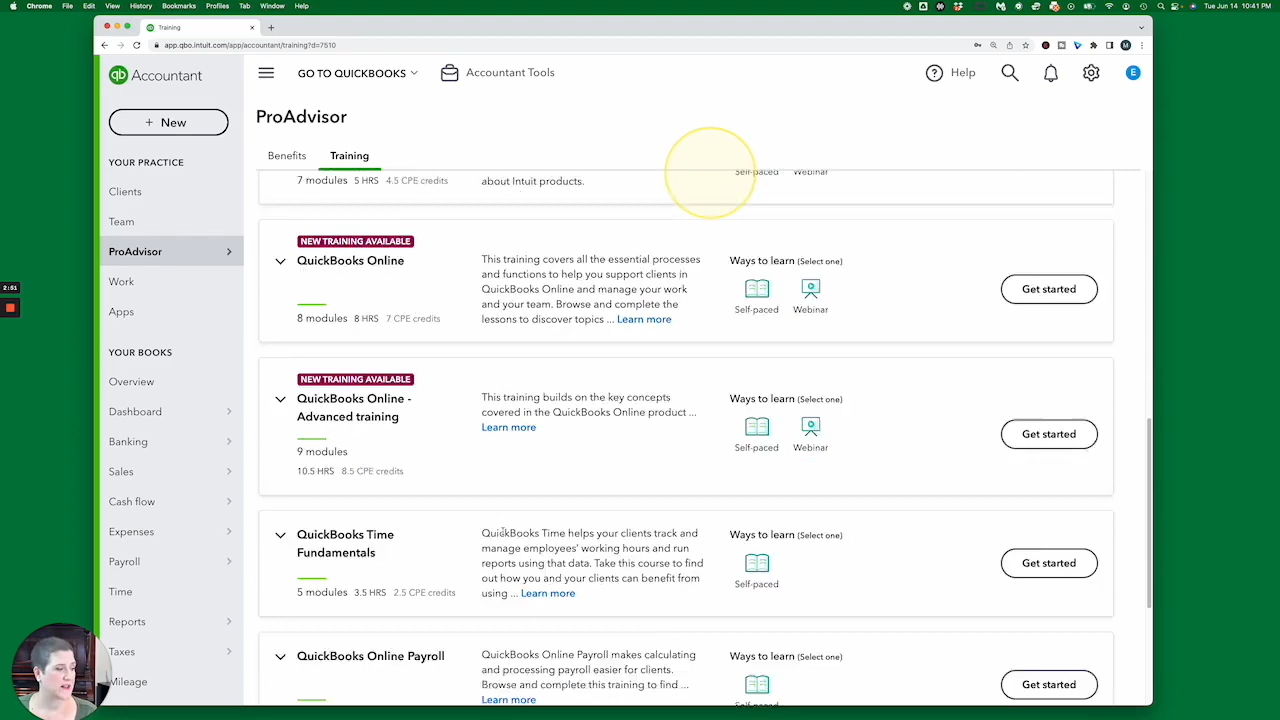 Chrome File Edit View History Bookmarks Profiles Tab Window Help
Tue Jun 14 10:41 PM
Training
app.qbo.intuit.com/app/accountant/training?d=7510
M
qb Accountant
GO TO QUICKBOOKS
Accountant Tools
Help
E
+ New
YOUR PRACTICE
Clients
Team
ProAdvisor
Work
Apps
YOUR BOOKS
Overview
Dashboard
Banking
Sales
Cash flow
Expenses
Payroll
Time
Reports
Taxes
Mileage
2:51
ProAdvisor
Benefits
Training
7 modules 5 HRS 4.5 CPE credits
about Intuit products.
Self-paced Webinar
NEW TRAINING AVAILABLE
QuickBooks Online
8 modules 8 HRS 7 CPE credits
This training covers all the essential processes
and functions to help you support clients in
QuickBooks Online and manage your work
and your team. Browse and complete the
lessons to discover topics ... Learn more
Ways to learn (Select one)
Self-paced Webinar
Get started
NEW TRAINING AVAILABLE
QuickBooks Online -
Advanced training
9 modules
10.5 HRS 8.5 CPE credits
This training builds on the key concepts
covered in the QuickBooks Online product ...
Learn more
Ways to learn (Select one)
Self-paced Webinar
Get started
QuickBooks Time
Fundamentals
5 modules 3.5 HRS 2.5 CPE credits
QuickBooks Time helps your clients track and
manage employees' working hours and run
reports using that data. Take this course to find
out how you and your clients can benefit from
using ... Learn more
Ways to learn (Select one)
Self-paced
Get started
QuickBooks Online Payroll
QuickBooks Online Payroll makes calculating
and processing payroll easier for clients.
Browse and complete this training to find ...
Learn more
Ways to learn (Select one)
Self-paced
Get started